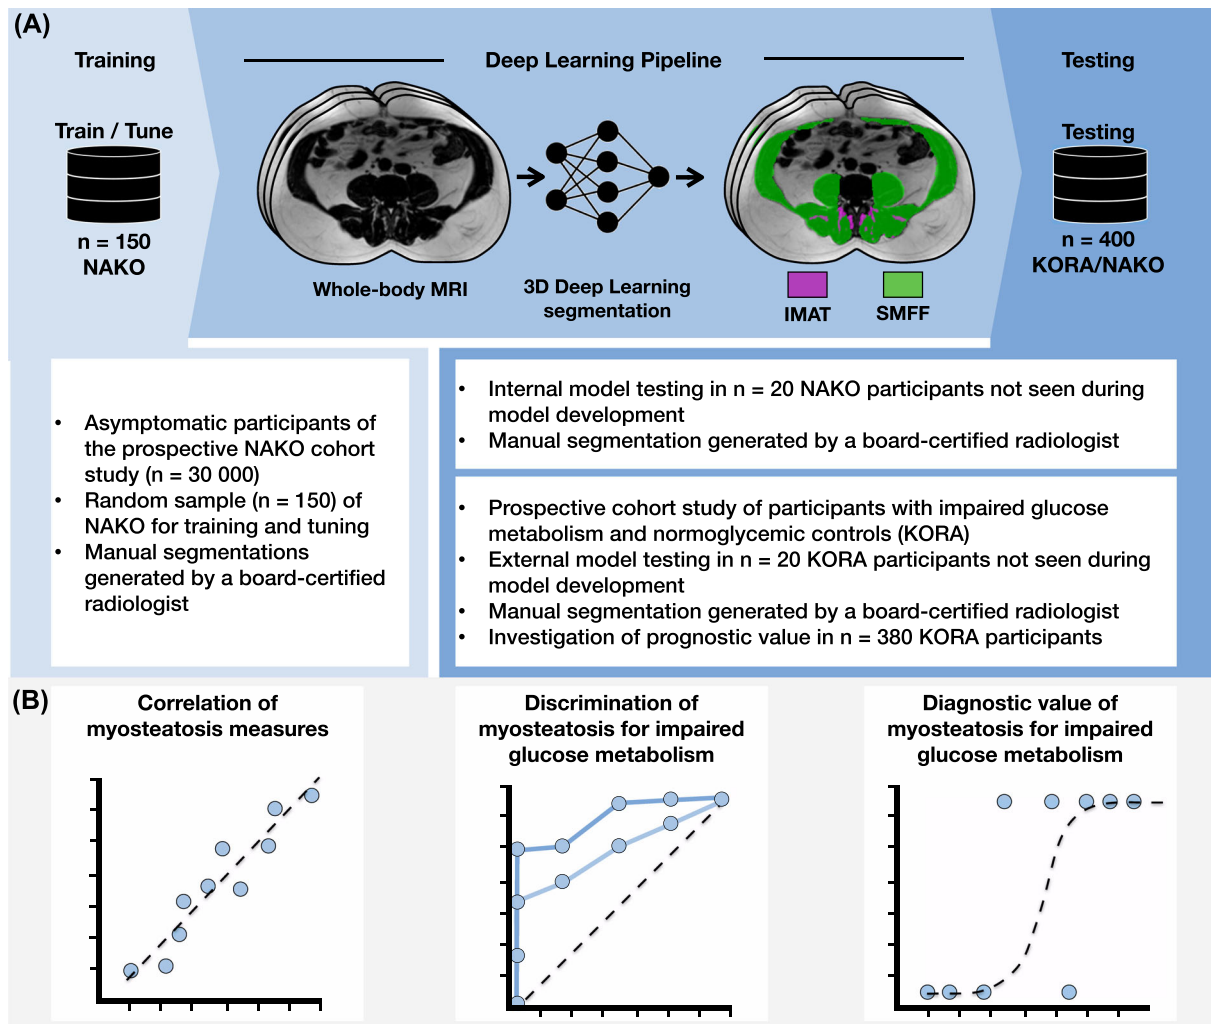 (A)
Training
Deep Learning Pipeline
Testing
Train / Tune
Testing
n = 150
NAKO
n = 400
KORA/NAKO
Whole-body MRI
3D Deep Learning
segmentation
IMAT
SMFF
• Asymptomatic participants of
the prospective NAKO cohort
study (n = 30 000)
• Random sample (n = 150) of
NAKO for training and tuning
• Manual segmentations
generated by a board-certified
radiologist
• Internal model testing in n = 20 NAKO participants not seen during
model development
• Manual segmentation generated by a board-certified radiologist
• Prospective cohort study of participants with impaired glucose
metabolism and normoglycemic controls (KORA)
• External model testing in n = 20 KORA participants not seen during
model development
• Manual segmentation generated by a board-certified radiologist
• Investigation of prognostic value in n = 380 KORA participants
(B)
Correlation of
myosteatosis measures
Discrimination of
myosteatosis for impaired
glucose metabolism
Diagnostic value of
myosteatosis for impaired
glucose metabolism